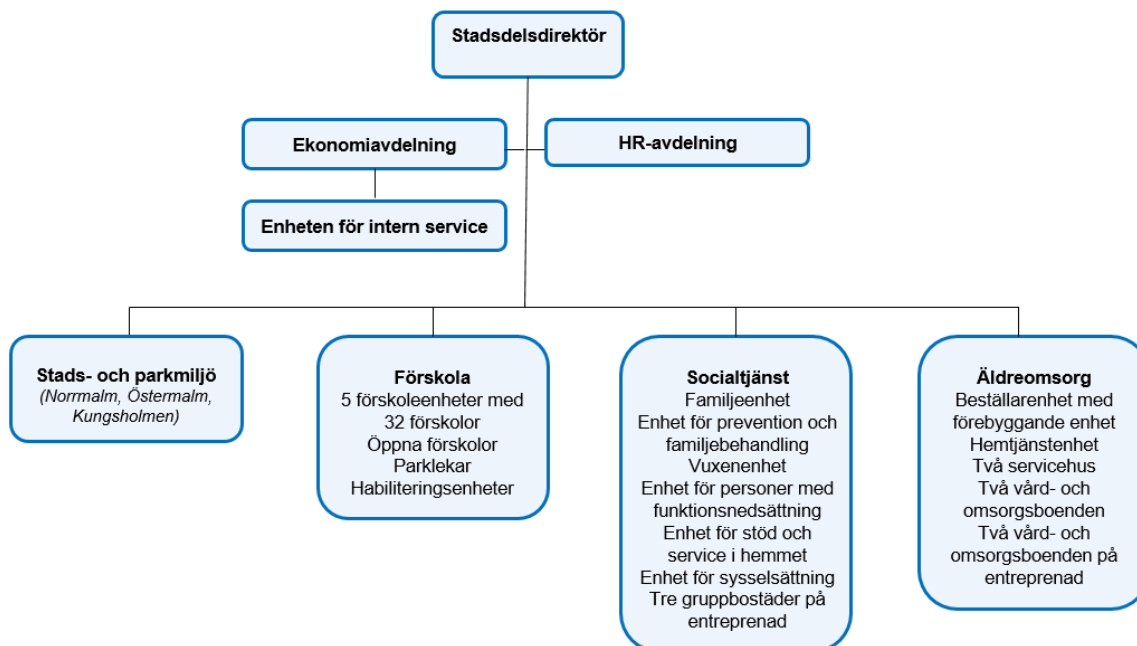 Stadsdelsdirektör
Ekonomiavdelning
HR-avdelning
Enheten för intern service
Stads- och parkmiljö
(Norrmalm, Östermalm,
Kungsholmen)
Förskola
5 förskoleenheter med
32 förskolor
Öppna förskolor
Parklekar
Habiliteringsenheter
Socialtjänst
Familjeenhet
Enhet för prevention och
familjebehandling
Vuxenenhet
Enhet för personer med
funktionsnedsättning
Enhet för stöd och
service i hemmet
Enhet för sysselsättning
Tre gruppbostäder på
entreprenad
Äldreomsorg
Beställarenhet med
förebyggande enhet
Hemtjänstenhet
Två servicehus
Två vård- och
omsorgsboenden
Två vård- och
omsorgsboenden på
entreprenad